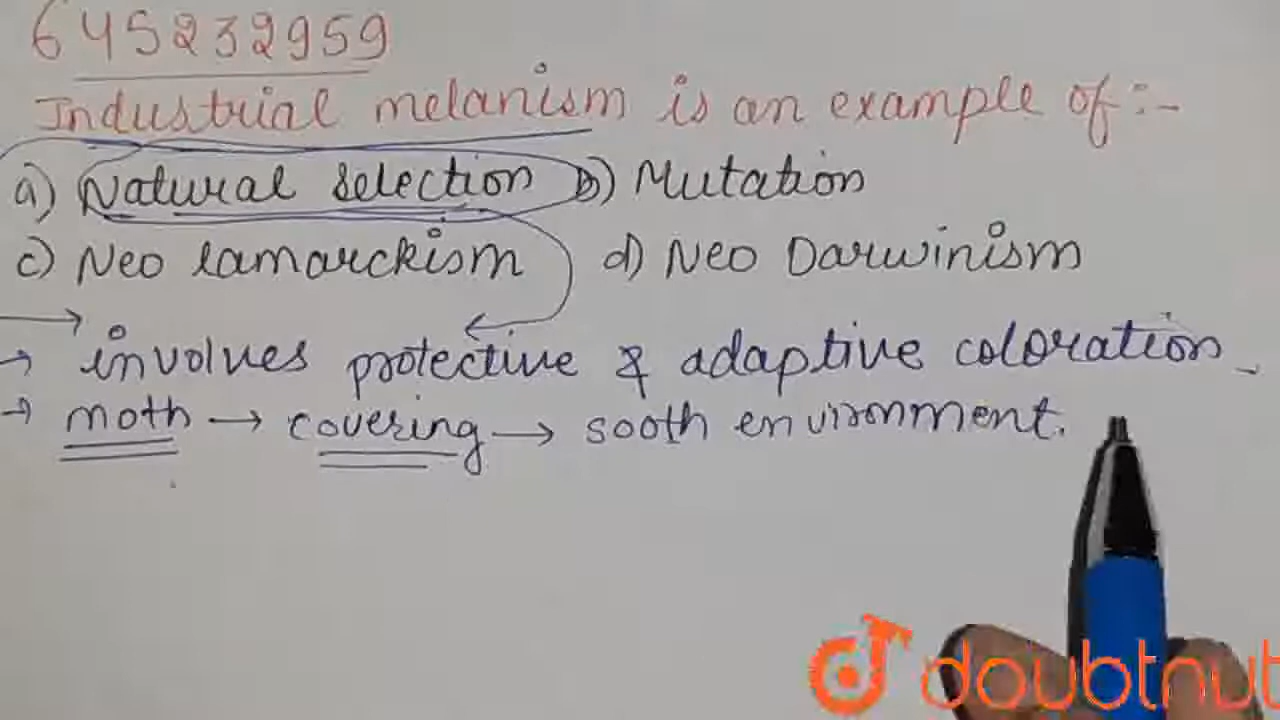 645232959
Industrial melanism is an example of :-
a) Natural selection b) Mutation
c) Neo lamarckism d) Neo Darwinism
→ involves protective & adaptive coloration
→ moth → covering → sooth environment.
doubtnut